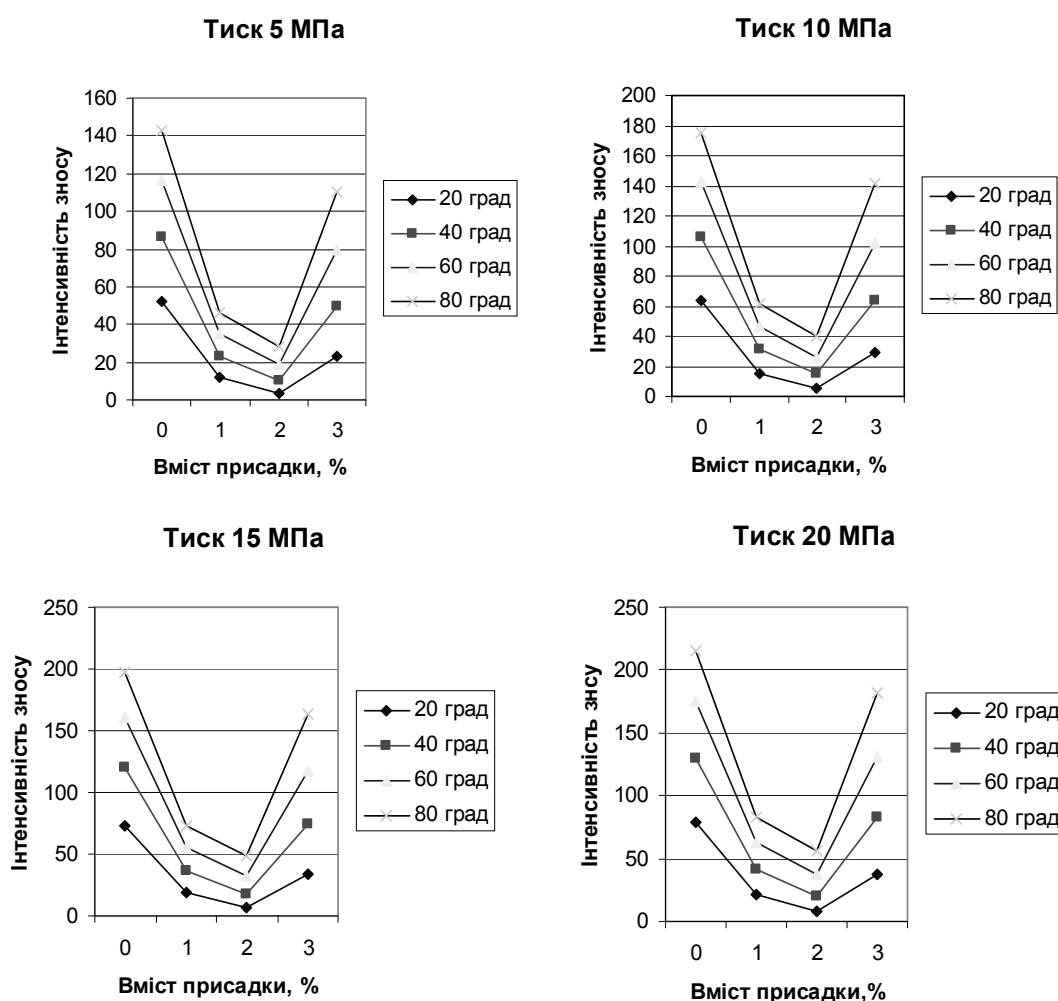 Тиск 5 МПа
160
140
120
100
80
60
40
20
0
0 1 2 3
Інтенсивність зносу
Вміст присадки, %
20 град
40 град
60 град
80 град
Тиск 10 МПа
200
180
160
140
120
100
80
60
40
20
0
0 1 2 3
Інтенсивність зносу
Вміст присадки, %
20 град
40 град
60 град
80 град
Тиск 15 МПа
250
200
150
100
50
0
0 1 2 3
Інтенсивність зносу
Вміст присадки, %
20 град
40 град
60 град
80 град
Тиск 20 МПа
250
200
150
100
50
0
0 1 2 3
Інтенсивність знсу
Вміст присадки,%
20 град
40 град
60 град
80 град